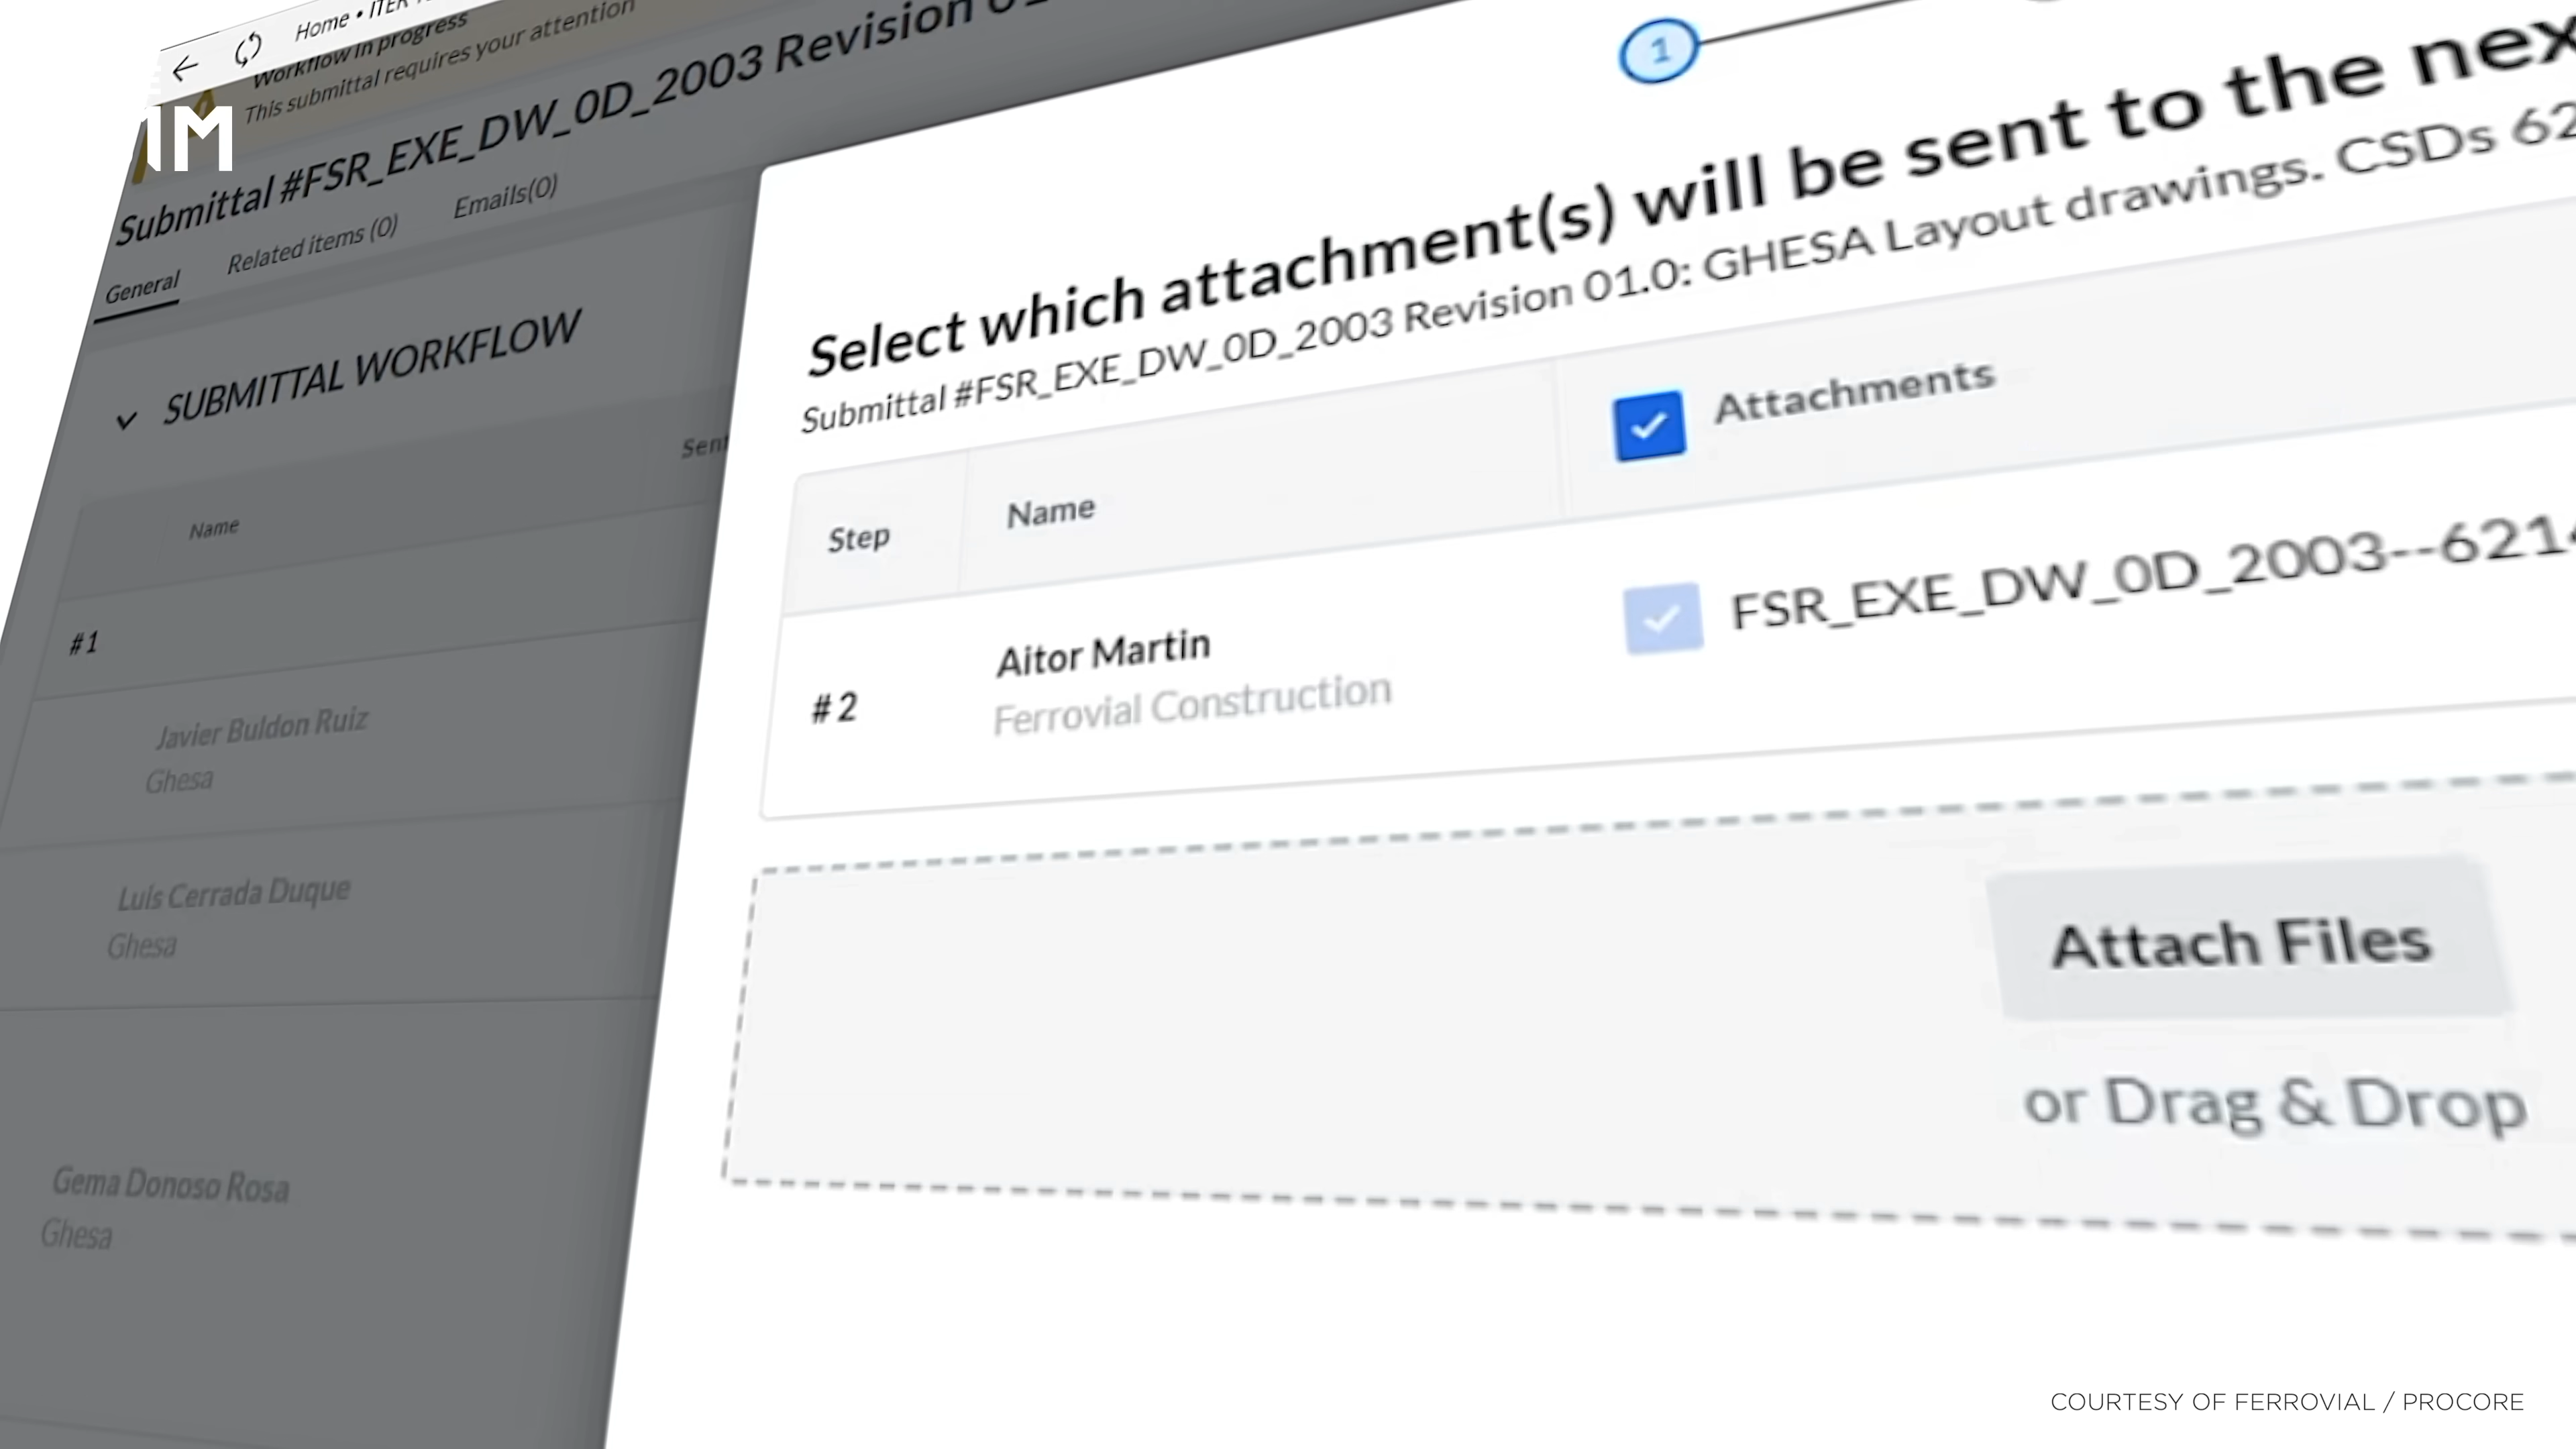 Home • ITER
Workflow in progress
This submittal requires your attention
IM
Submittal #FSR_EXE_DW_0D_2003 Revision
General
Related items (0)
Emails(0)
SUBMITTAL WORKFLOW
Name
Sent
#1
Javier Buldon Ruiz
Ghesa
Luis Cerrada Duque
Ghesa
Gema Donoso Rosa
Ghesa
1
Select which attachment(s) will be sent to the nex
Submittal #FSR_EXE_DW_0D_2003 Revision 01.0: GHESA Layout drawings. CSDs 62
Step
Name
Attachments
#2
Aitor Martin
Ferrovial Construction
FSR_EXE_DW_0D_2003--621
Attach Files
or Drag & Drop
COURTESY OF FERROVIAL / PROCORE